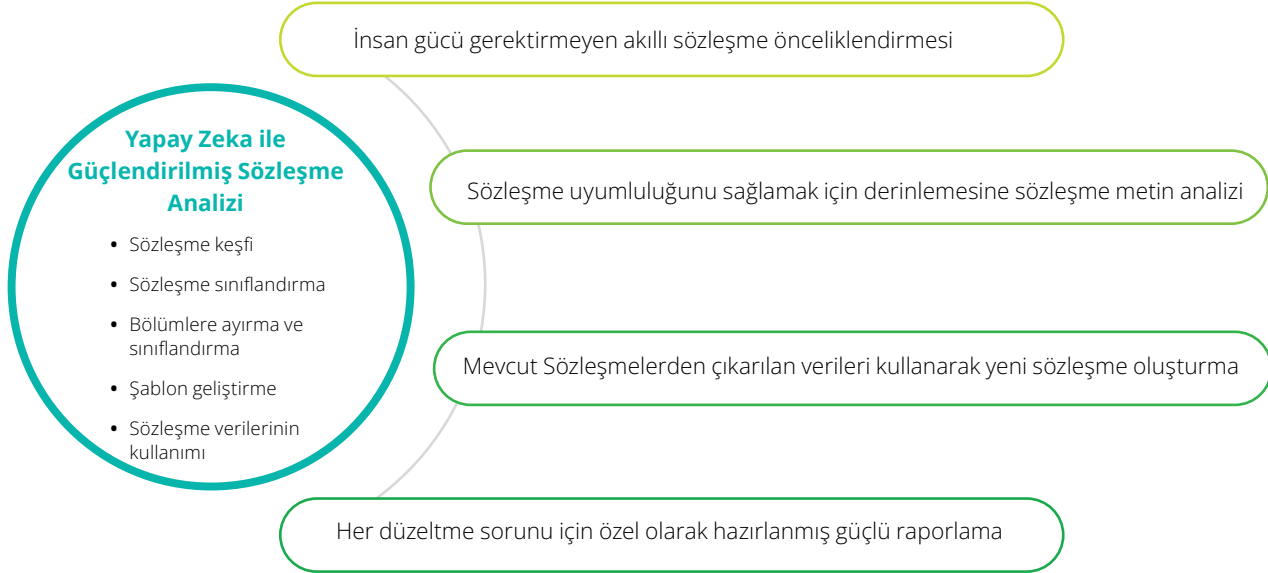 İnsan gücü gerektirmeyen akıllı sözleşme önceliklendirmesi
Yapay Zeka ile
Güçlendirilmiş Sözleşme
Analizi
• Sözleşme keşfi
• Sözleşme sınıflandırma
• Bölümlere ayırma ve
sınıflandırma
• Şablon geliştirme
• Sözleşme verilerinin
kullanımı
Sözleşme uyumluluğunu sağlamak için derinlemesine sözleşme metin analizi
Mevcut Sözleşmelerden çıkarılan verileri kullanarak yeni sözleşme oluşturma
Her düzeltme sorunu için özel olarak hazırlanmış güçlü raporlama